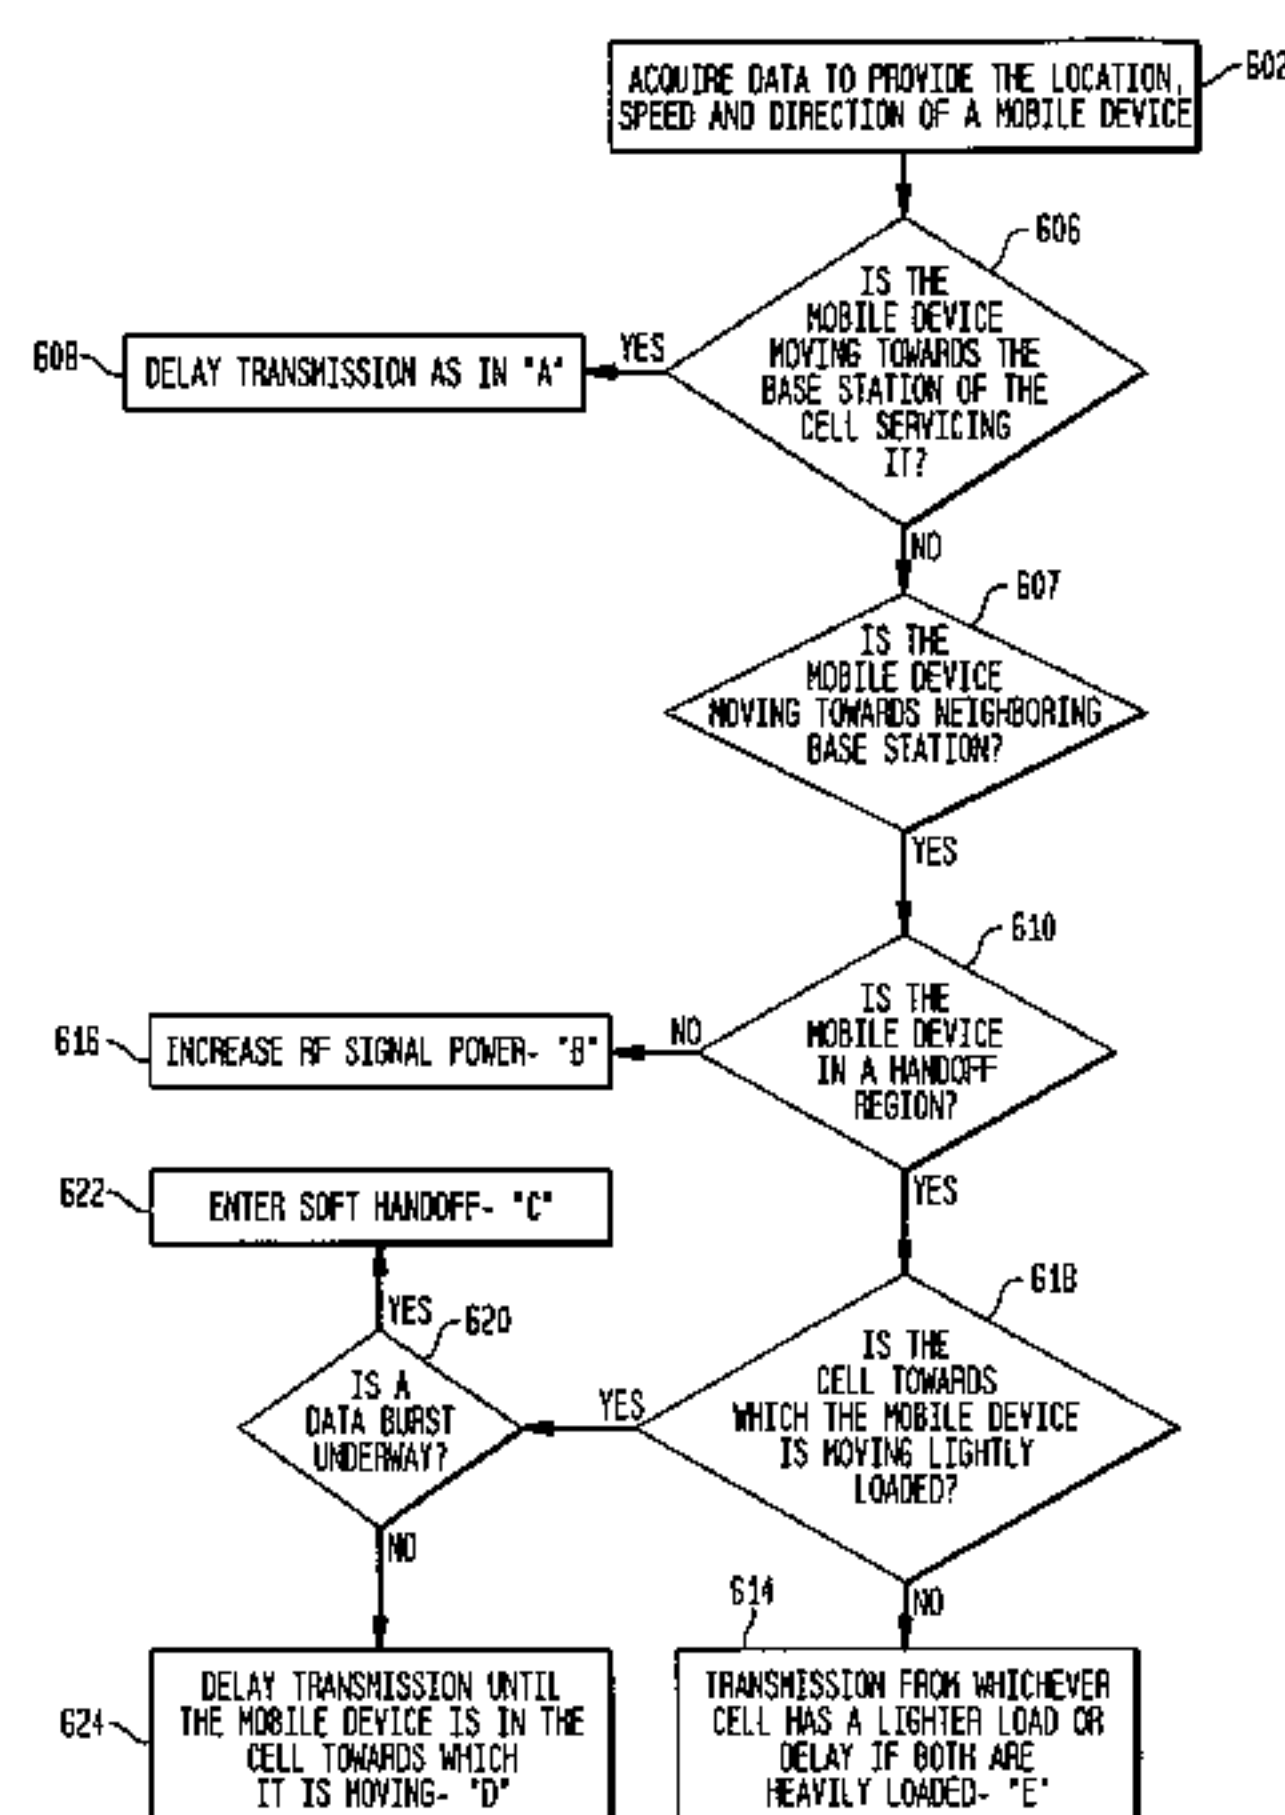 ACQUIRE DATA TO PROVIDE THE LOCATION,
SPEED AND DIRECTION OF A MOBILE DEVICE
602
606
IS THE
MOBILE DEVICE
MOVING TOWARDS THE
BASE STATION OF THE
CELL SERVICING
IT?
YES
608
DELAY TRANSMISSION AS IN "A"
NO
607
IS THE
MOBILE DEVICE
MOVING TOWARDS NEIGHBORING
BASE STATION?
YES
610
IS THE
MOBILE DEVICE
IN A HANDOFF
REGION?
NO
616
INCREASE RF SIGNAL POWER- "B"
YES
622
ENTER SOFT HANDOFF- "C"
618
IS THE
CELL TOWARDS
WHICH THE MOBILE DEVICE
IS MOVING LIGHTLY
LOADED?
YES
620
YES
IS A
DATA BURST
UNDERWAY?
NO
NO
614
624
DELAY TRANSMISSION UNTIL
THE MOBILE DEVICE IS IN THE
CELL TOWARDS WHICH
IT IS MOVING- "D"
TRANSMISSION FROM WHICHEVER
CELL HAS A LIGHTER LOAD OR
DELAY IF BOTH ARE
HEAVILY LOADED- "E"